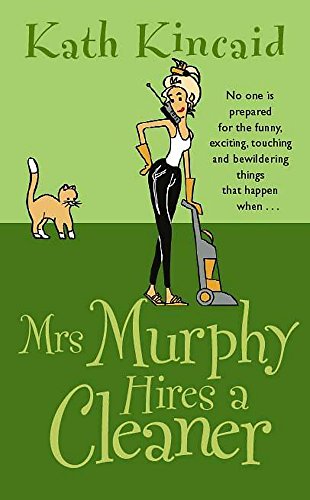 Kath Kincaid
No one is
prepared
for the funny,
exciting, touching
and bewildering
things
that happen
when . . .
Mrs Murphy
Hires a
Cleaner